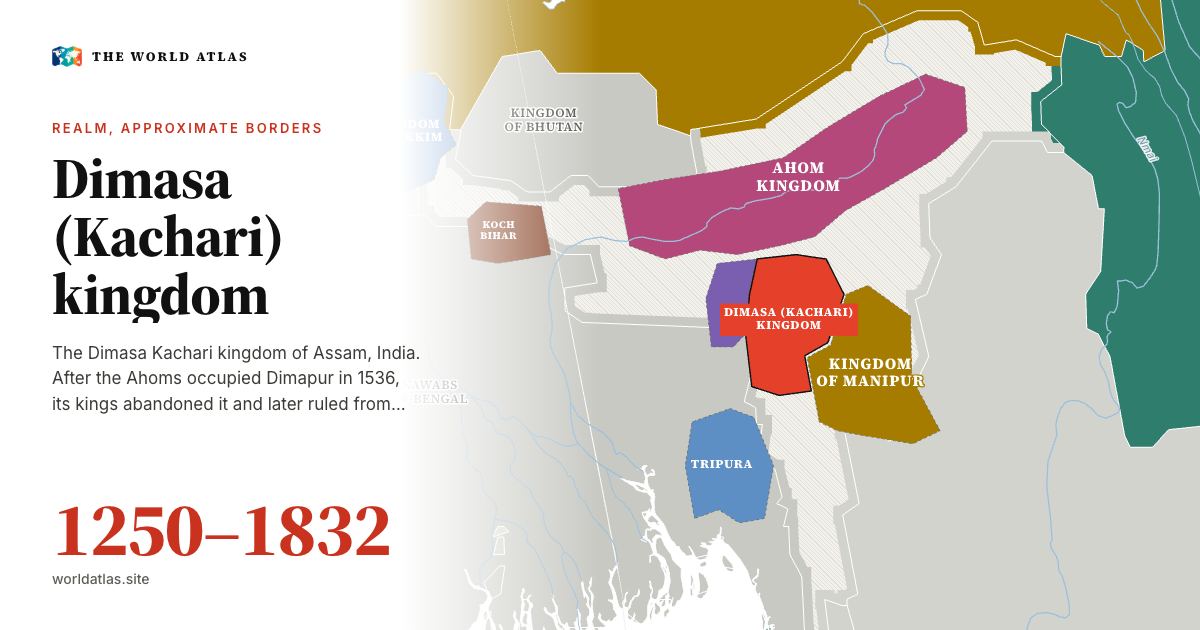 THE WORLD ATLAS
REALM, APPROXIMATE BORDERS
Dimasa
(Kachari)
kingdom
The Dimasa Kachari kingdom of Assam, India.
After the Ahoms occupied Dimapur in 1536,
its kings abandoned it and later ruled from...
1250–1832
worldatlas.site
KINGDOM
OF BHUTAN
AHOM
KINGDOM
KOCH
BIHAR
DIMASA (KACHARI)
KINGDOM
KINGDOM
OF MANIPUR
TRIPURA
BENGAL
Nmai